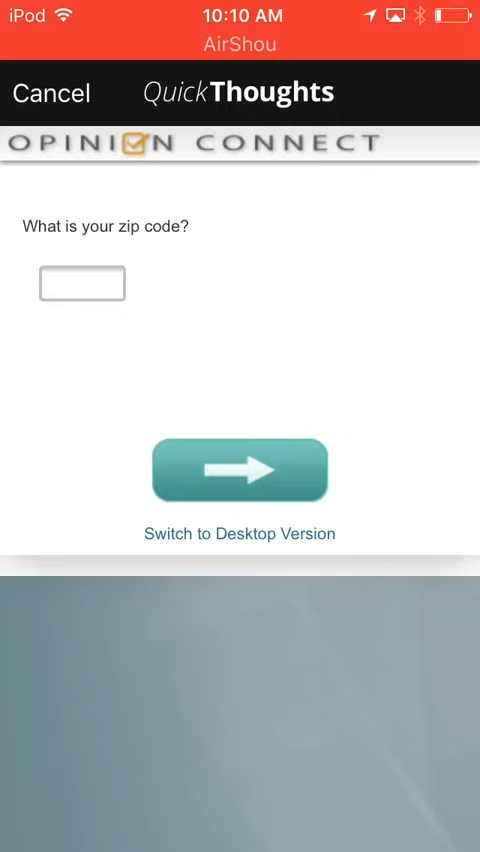 iPod 10:10 AM
AirShou
Cancel QuickThoughts
OPINION CONNECT
What is your zip code?
Switch to Desktop Version